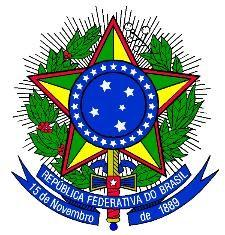 REPÚBLICA FEDERATIVA DO BRASIL
15 de Novembro de 1889